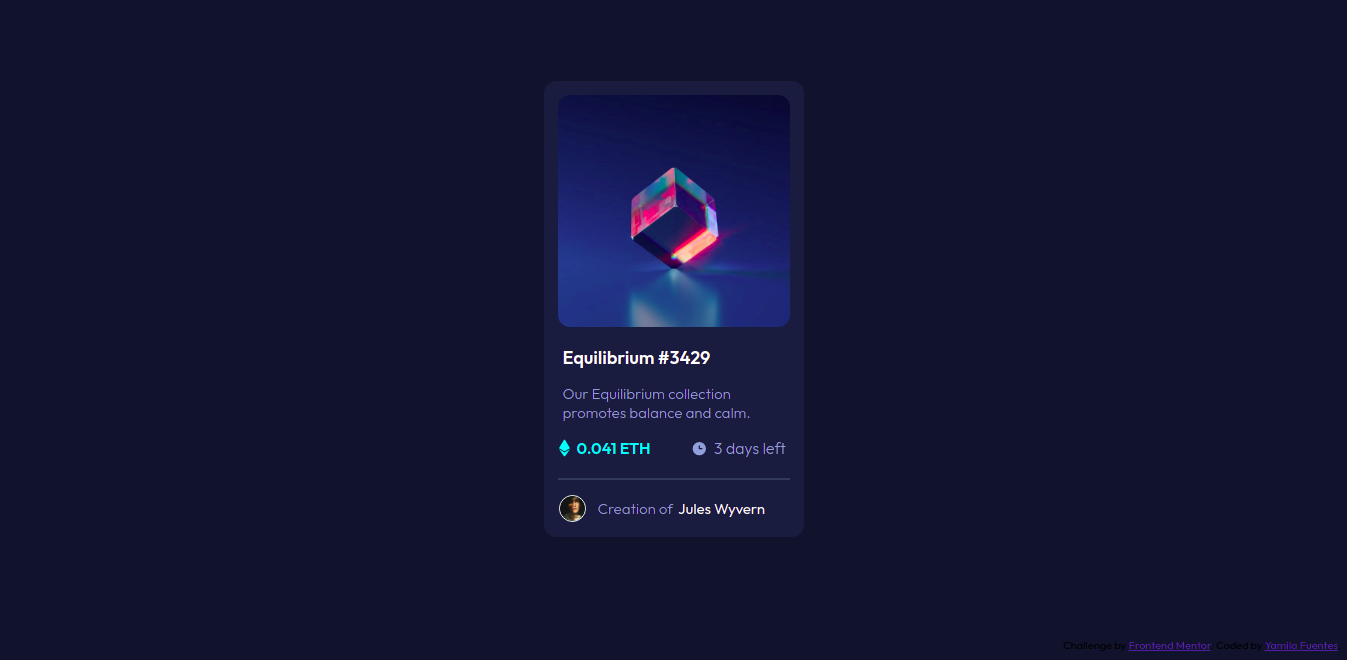 Equilibrium #3429
Our Equilibrium collection
promotes balance and calm.
0.041 ETH 3 days left
Creation of Jules Wyvern
Challenge by Frontend Mentor. Coded by Yamila Fuentes